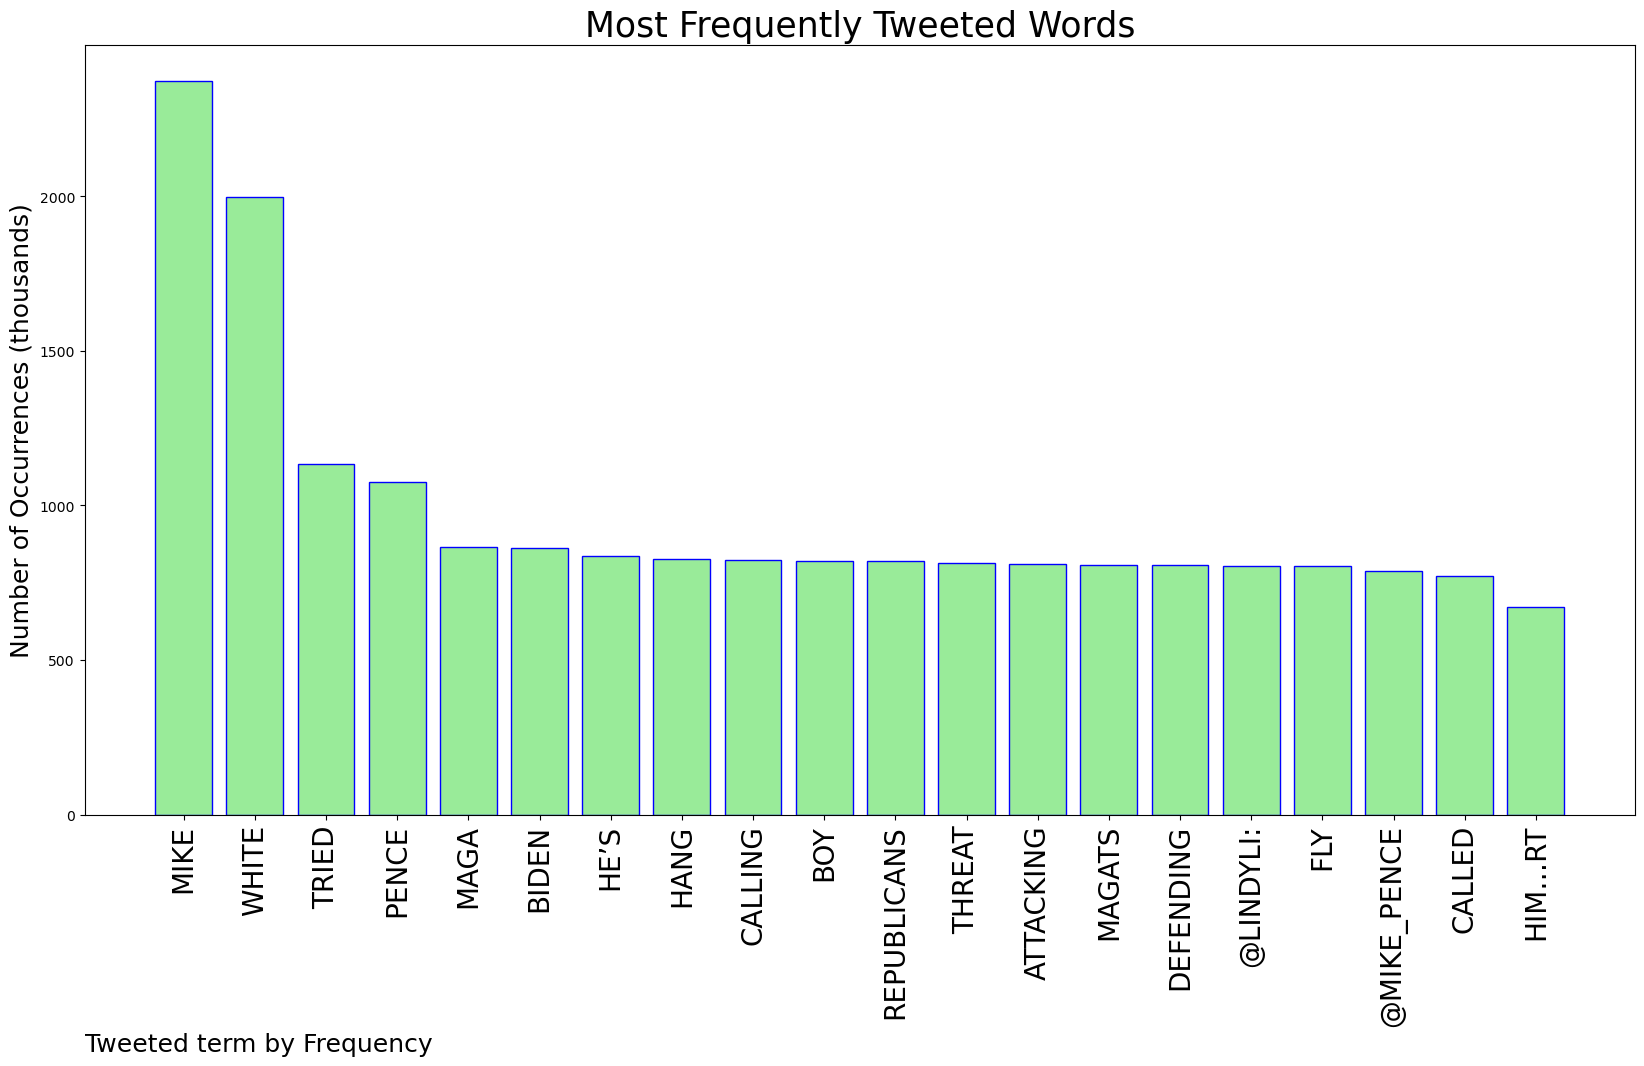 Most Frequently Tweeted Words
Number of Occurrences (thousands)
2000
1500
1000
500
0
MIKE
WHITE
TRIED
PENCE
MAGA
BIDEN
HE’S
HANG
CALLING
BOY
REPUBLICANS
THREAT
ATTACKING
MAGATS
DEFENDING
@LINDYLI:
FLY
@MIKE_PENCE
CALLED
HIM…RT
Tweeted term by Frequency